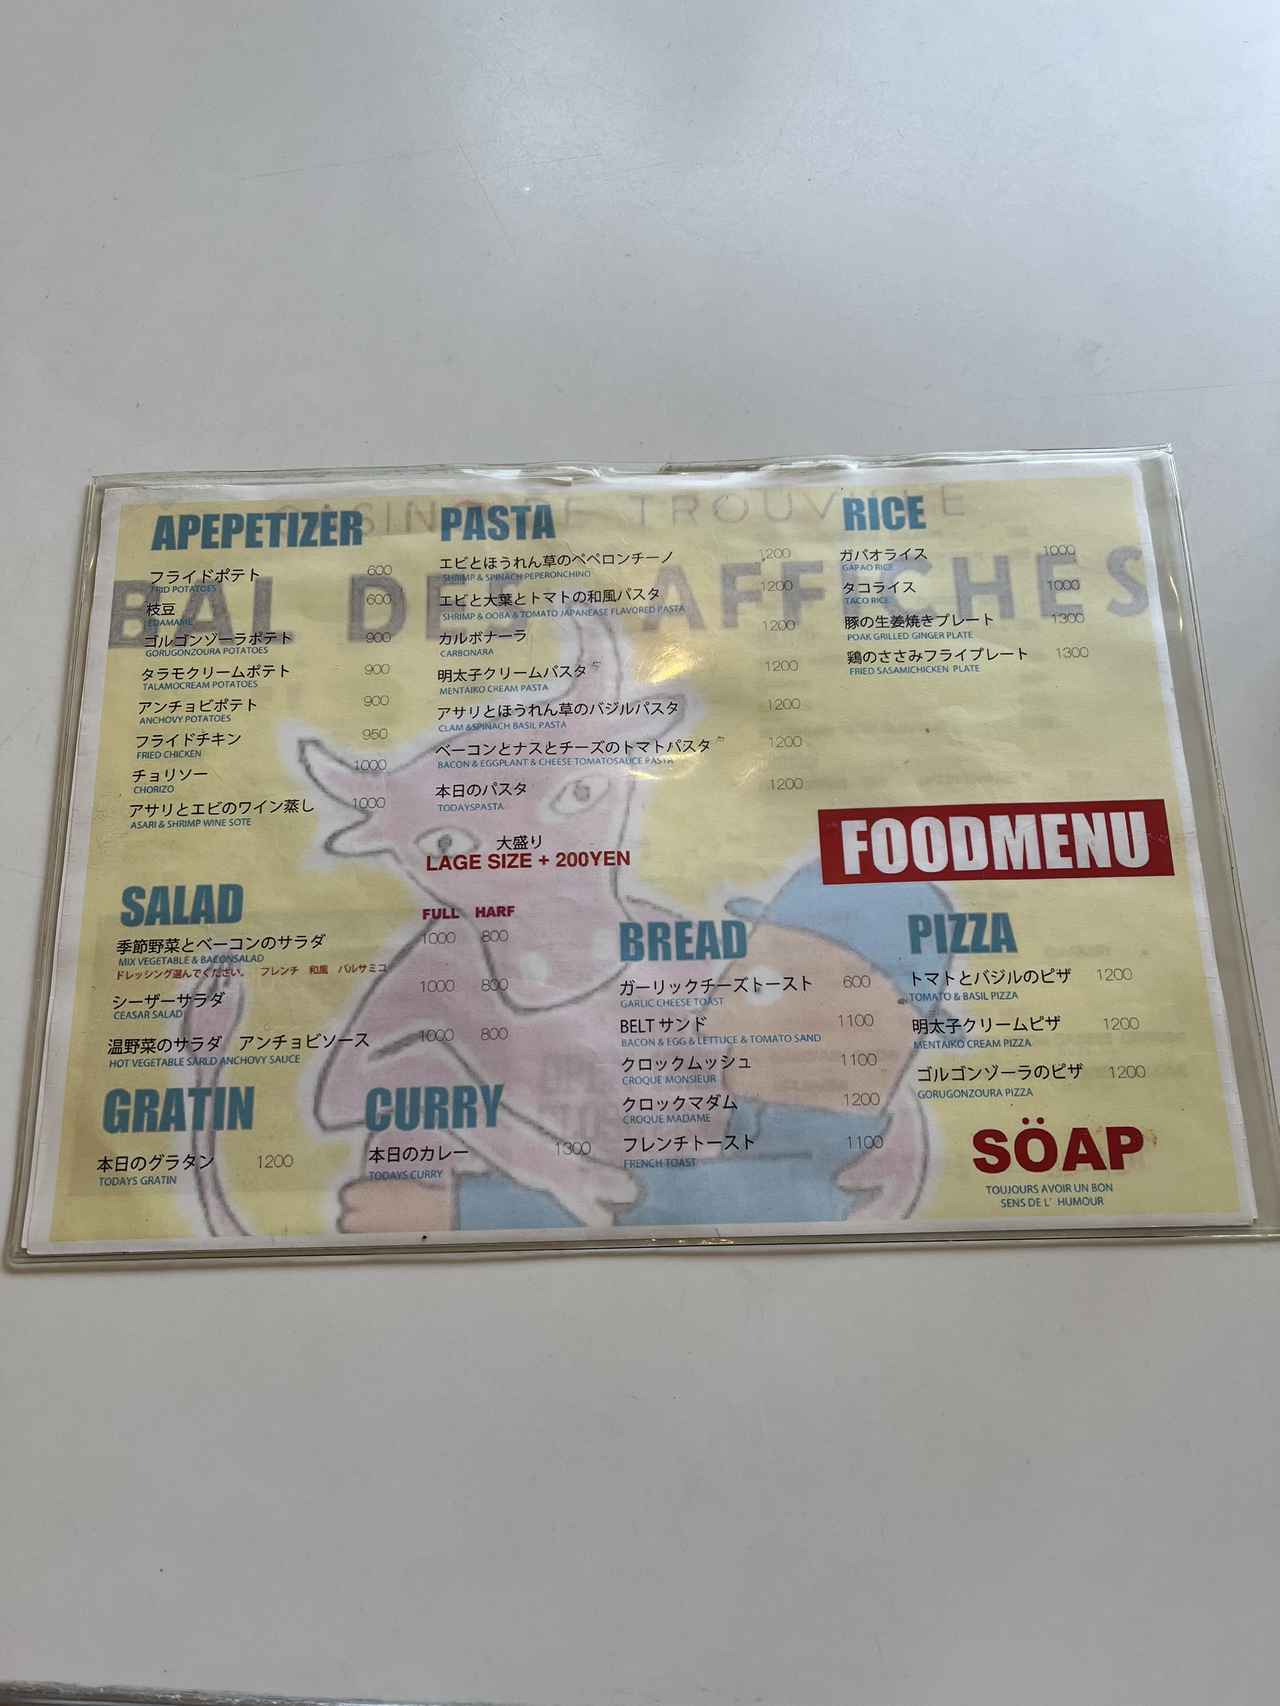 CASINO DE TROUVILLE
BAL DES AFFICHES
APEPETIZER
フライドポテト 600
FRID POTATOES
枝豆 600
EDAMAME
ゴルゴンゾーラポテト 900
GORUGONZOURA POTATOES
タラモクリームポテト 900
TALAMOCREAM POTATOES
アンチョビポテト 900
ANCHOVY POTATOES
フライドチキン 950
FRIED CHICKEN
チョリソー 1000
CHORIZO
アサリとエビのワイン蒸し 1000
ASARI & SHRIMP WINE SOTE
PASTA
エビとほうれん草のペペロンチーノ 1200
SHRIMP & SPINACH PEPERONCHINO
エビと大葉とトマトの和風パスタ 1200
SHRIMP & OOBA & TOMATO JAPANEASE FLAVORED PASTA
カルボナーラ 1200
CARBONARA
明太子クリームパスタ 1200
MENTAIKO CREAM PASTA
アサリとほうれん草のバジルパスタ 1200
CLAM &SPINACH BASIL PASTA
ベーコンとナスとチーズのトマトパスタ 1200
BACON & EGGPLANT & CHEESE TOMATOSAUCE PASTA
本日のパスタ 1200
TODAYSPASTA
大盛り
LAGE SIZE + 200YEN
RICE
ガパオライス 1000
GAPAO RICE
タコライス 1000
TACO RICE
豚の生姜焼きプレート 1300
POAK GRILLED GINGER PLATE
鶏のささみフライプレート 1300
FRIED SASAMICHICKEN PLATE
FOODMENU
SALAD
FULL HARF
季節野菜とベーコンのサラダ 1000 800
MIX VEGETABLE & BACONSALAD
ドレッシング選んでください。 フレンチ 和風 バルサミコ
シーザーサラダ 1000 800
CEASAR SALAD
温野菜のサラダ アンチョビソース 1000 800
HOT VEGETABLE SARLD ANCHOVY SAUCE
GRATIN
本日のグラタン 1200
TODAYS GRATIN
CURRY
本日のカレー 1300
TODAYS CURRY
BREAD
ガーリックチーズトースト 600
GARLIC CHEESE TOAST
BELT サンド 1100
BACON & EGG & LETTUCE & TOMATO SAND
クロックムッシュ 1100
CROQUE MONSIEUR
クロックマダム 1200
CROQUE MADAME
フレンチトースト 1100
FRENCH TOAST
PIZZA
トマトとバジルのピザ 1200
TOMATO & BASIL PIZZA
明太子クリームピザ 1200
MENTAIKO CREAM PIZZA
ゴルゴンゾーラのピザ 1200
GORUGONZOURA PIZZA
SÖAP
TOUJOURS AVOIR UN BON
SENS DE L' HUMOUR